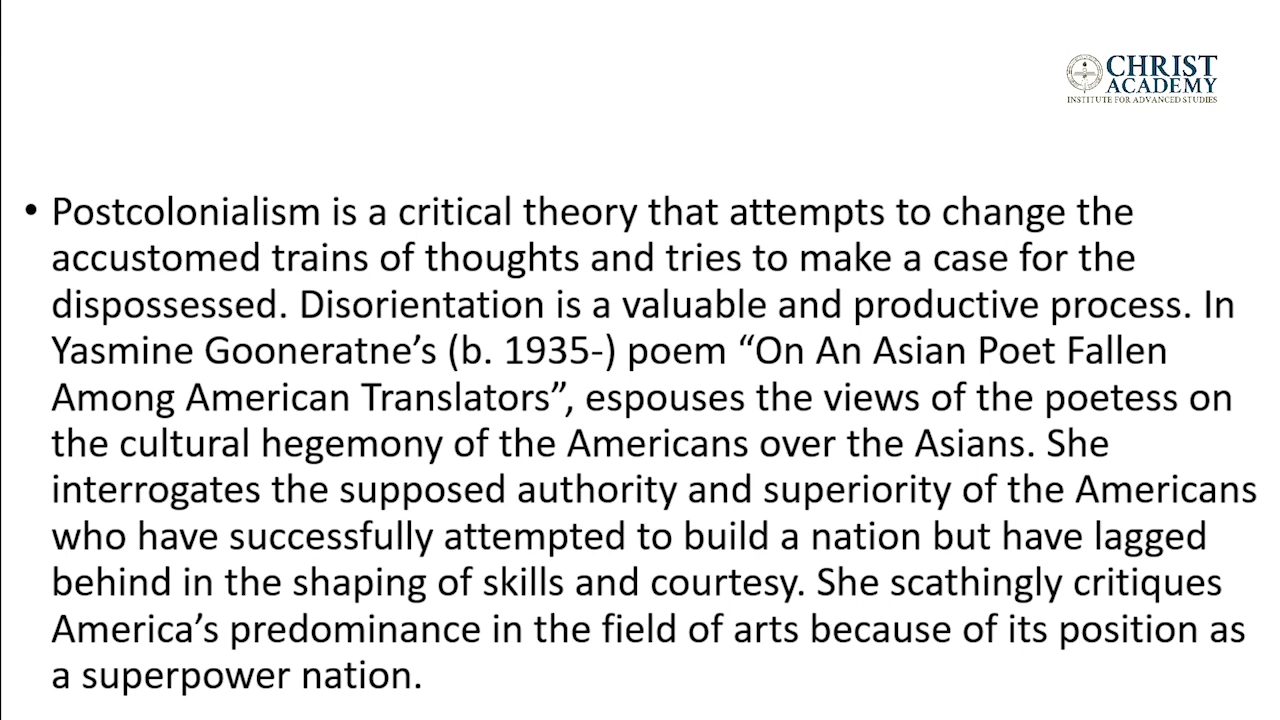 CHRIST
ACADEMY
INSTITUTE FOR ADVANCED STUDIES
• Postcolonialism is a critical theory that attempts to change the
accustomed trains of thoughts and tries to make a case for the
dispossessed. Disorientation is a valuable and productive process. In
Yasmine Gooneratne’s (b. 1935-) poem “On An Asian Poet Fallen
Among American Translators”, espouses the views of the poetess on
the cultural hegemony of the Americans over the Asians. She
interrogates the supposed authority and superiority of the Americans
who have successfully attempted to build a nation but have lagged
behind in the shaping of skills and courtesy. She scathingly critiques
America’s predominance in the field of arts because of its position as
a superpower nation.